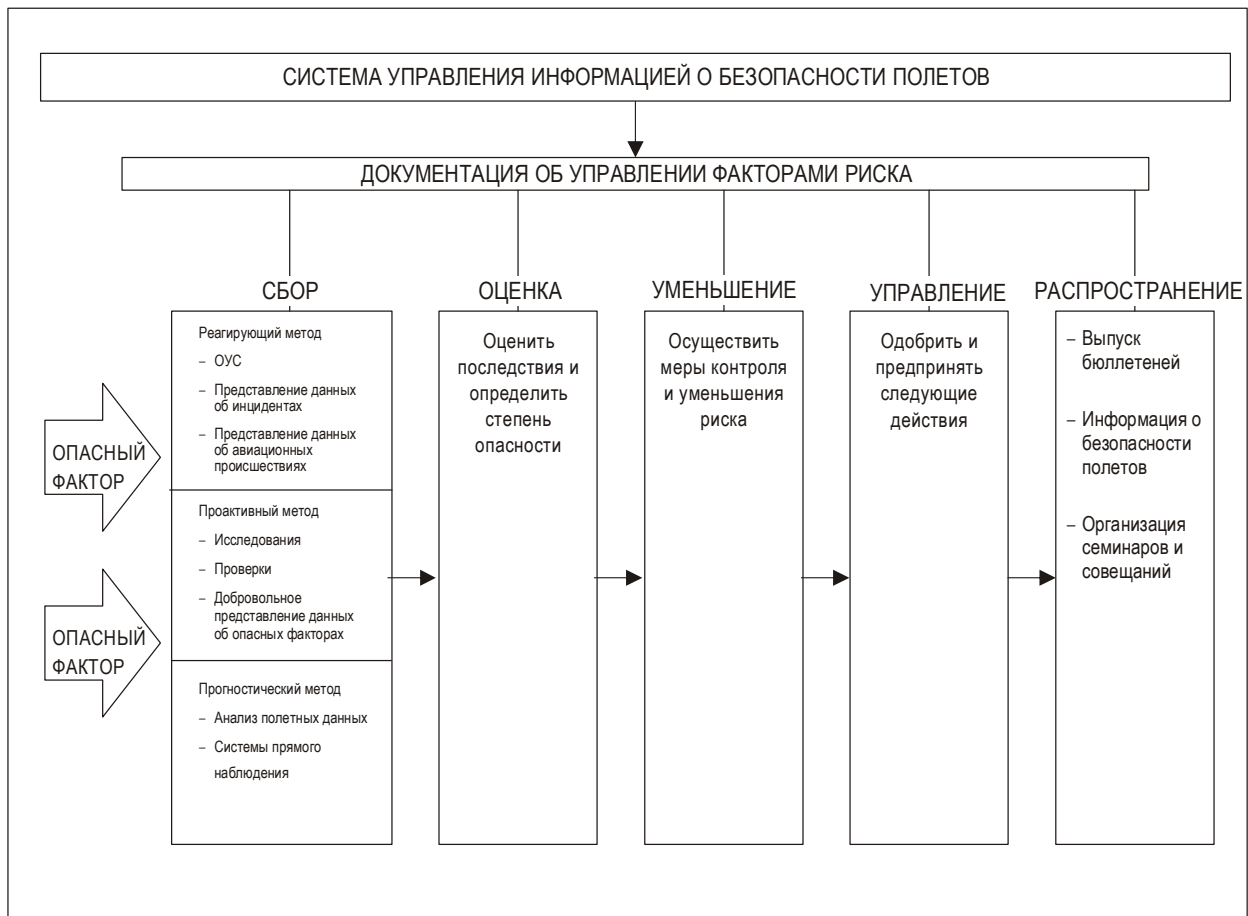 СИСТЕМА УПРАВЛЕНИЯ ИНФОРМАЦИЕЙ О БЕЗОПАСНОСТИ ПОЛЕТОВ
ДОКУМЕНТАЦИЯ ОБ УПРАВЛЕНИИ ФАКТОРАМИ РИСКА
ОПАСНЫЙ
ФАКТОР
ОПАСНЫЙ
ФАКТОР
СБОР
Реагирующий метод
– ОУС
– Представление данных
об инцидентах
– Представление данных
об авиационных
происшествиях
Проактивный метод
– Исследования
– Проверки
– Добровольное
представление данных
об опасных факторах
Прогностический метод
– Анализ полетных данных
– Системы прямого
наблюдения
ОЦЕНКА
Оценить
последствия и
определить
степень
опасности
УМЕНЬШЕНИЕ
Осуществить
меры контроля
и уменьшения
риска
УПРАВЛЕНИЕ
Одобрить и
предпринять
следующие
действия
РАСПРОСТРАНЕНИЕ
– Выпуск
бюллетеней
– Информация о
безопасности
полетов
– Организация
семинаров и
совещаний